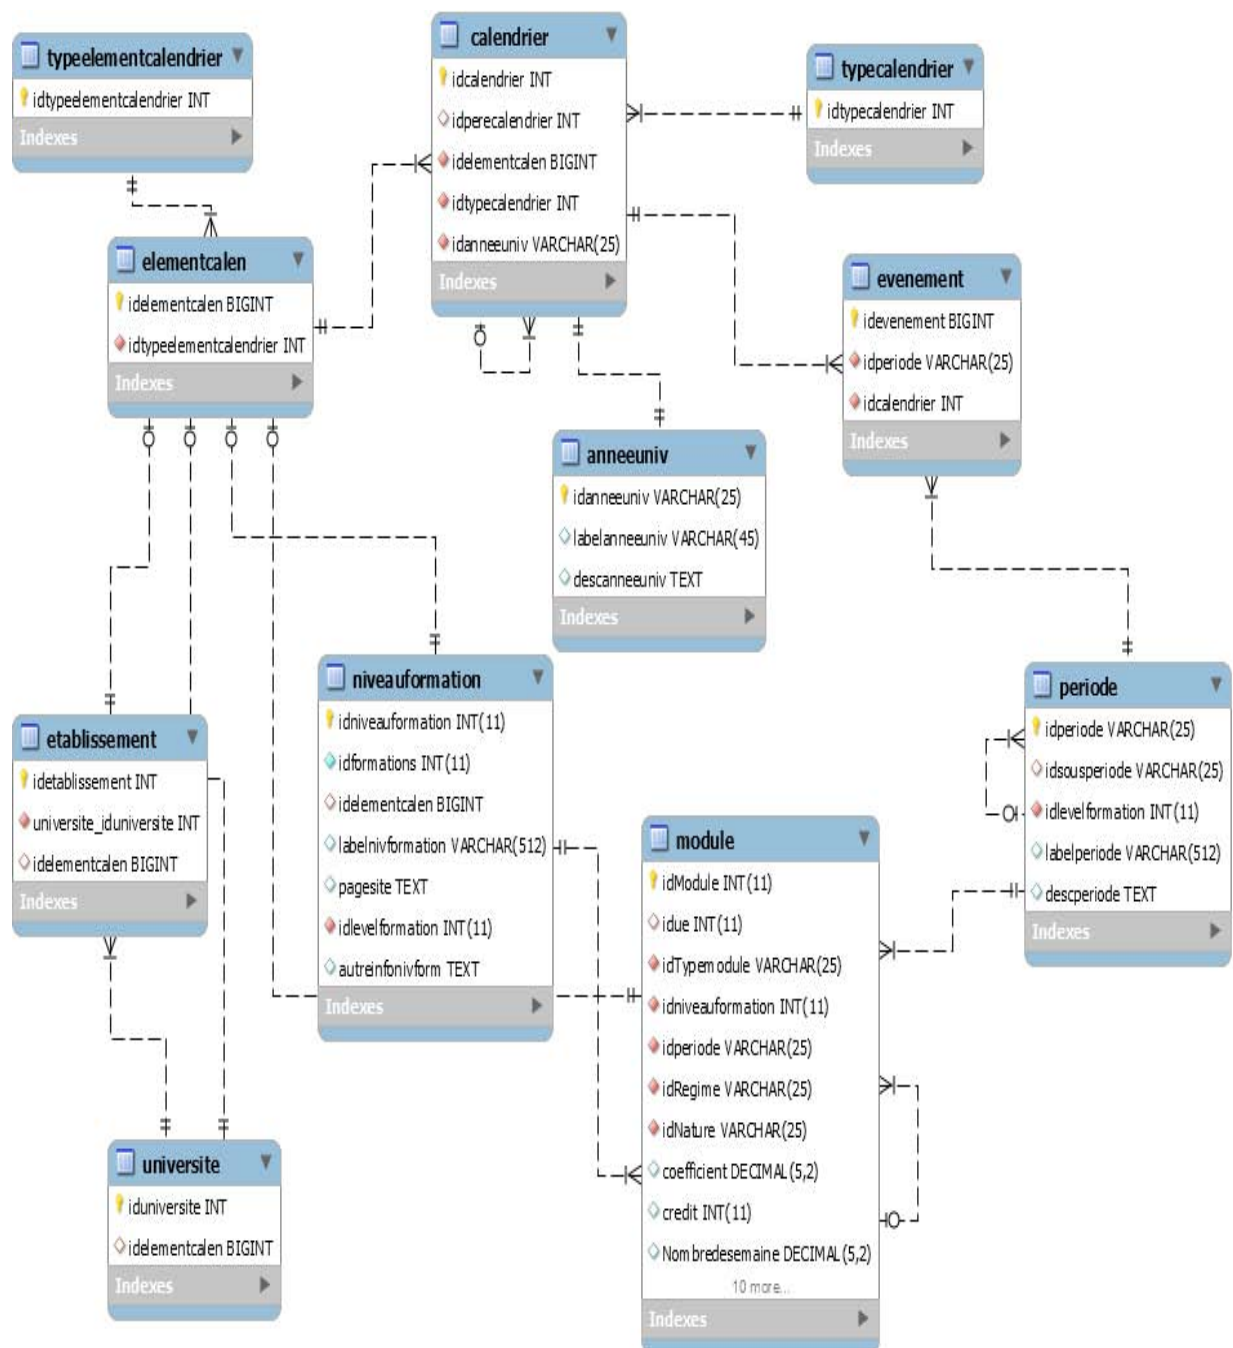 typeelementcalendrier
idtypeelementcalendrier INT
Indexes
calendrier
idcalendrier INT
idperecalendrier INT
idelementcalen BIGINT
idtypecalendrier INT
idanneeuniv VARCHAR(25)
Indexes
typecalendrier
idtypecalendrier INT
Indexes
elementcalen
idelementcalen BIGINT
idtypeelementcalendrier INT
Indexes
evenement
idevenement BIGINT
idperiode VARCHAR(25)
idcalendrier INT
Indexes
anneeuniv
idanneeuniv VARCHAR(25)
labelanneeuniv VARCHAR(45)
descanneeuniv TEXT
Indexes
niveauformation
idniveauformation INT(11)
idformations INT(11)
idelementcalen BIGINT
labelnivformation VARCHAR(512)
pagesite TEXT
idlevelformation INT(11)
autreinfonivform TEXT
Indexes
periode
idperiode VARCHAR(25)
idsousperiode VARCHAR(25)
idlevelformation INT(11)
labelperiode VARCHAR(512)
descperiode TEXT
Indexes
etablissement
idetablissement INT
universite_iduniversite INT
idelementcalen BIGINT
Indexes
module
idModule INT(11)
idue INT(11)
idTypemodule VARCHAR(25)
idniveauformation INT(11)
idperiode VARCHAR(25)
idRegime VARCHAR(25)
idNature VARCHAR(25)
coefficient DECIMAL(5,2)
credit INT(11)
Nombredesemaine DECIMAL(5,2)
10 more...
Indexes
universite
iduniversite INT
idelementcalen BIGINT
Indexes